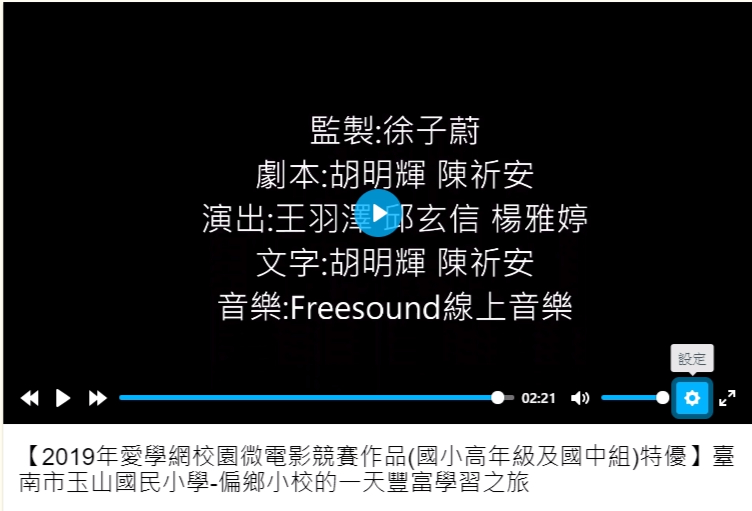 監製:徐子蔚
劇本:胡明輝 陳祈安
演出:王羽澤 邱玄信 楊雅婷
文字:胡明輝 陳祈安
音樂:Freesound線上音樂
設定
02:21
【2019年愛學網校園微電影競賽作品(國小高年級及國中組)特優】臺
南市玉山國民小學-偏鄉小校的一天豐富學習之旅